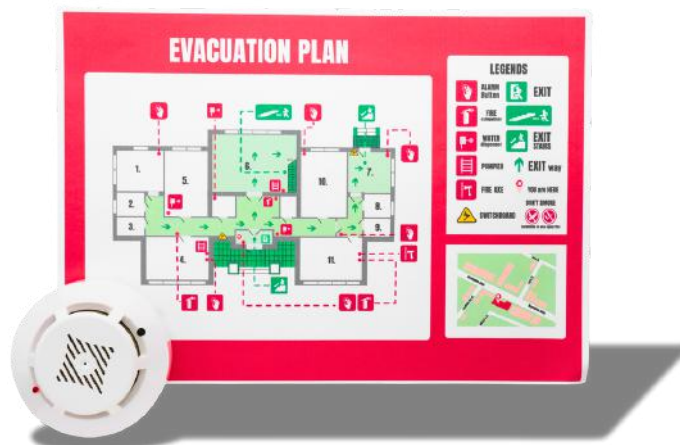 EVACUATION PLAN
LEGENDS
ALARM
Button
EXIT
FIRE
WATER
EXIT
STAIRS
EXIT way
FIRE AXE
YOU are HERE
DON'T SMOKE
SWITCHBOARD
1.
5.
6.
10.
7.
2.
3.
8.
9.
4.
11.